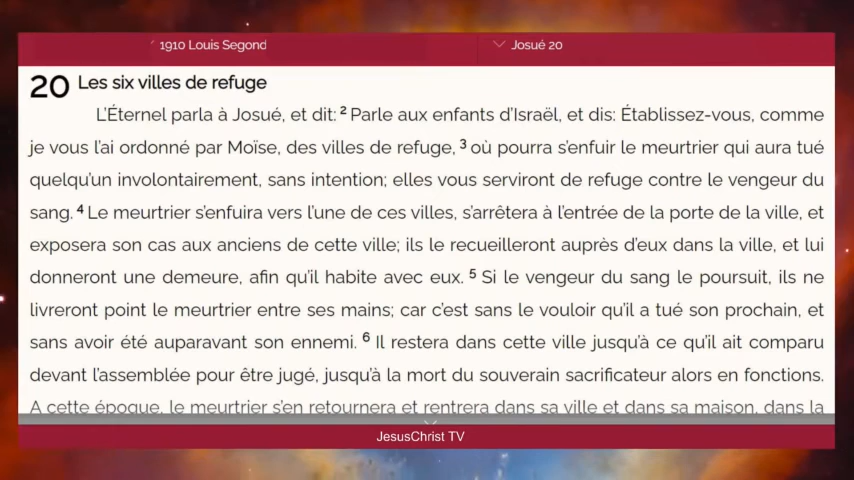 1910 Louis Segond
Josué 20
20 Les six villes de refuge
L'Éternel parla à Josué, et dit: 2 Parle aux enfants d'Israël, et dis: Établissez-vous, comme
je vous l'ai ordonné par Moïse, des villes de refuge, 3 où pourra s'enfuir le meurtrier qui aura tué
quelqu'un involontairement, sans intention; elles vous serviront de refuge contre le vengeur du
sang. 4 Le meurtrier s'enfuira vers l'une de ces villes, s'arrêtera à l'entrée de la porte de la ville, et
exposera son cas aux anciens de cette ville; ils le recueilleront auprès d'eux dans la ville, et lui
donneront une demeure, afin qu'il habite avec eux. 5 Si le vengeur du sang le poursuit, ils ne
livreront point le meurtrier entre ses mains; car c'est sans le vouloir qu'il a tué son prochain, et
sans avoir été auparavant son ennemi. 6 Il restera dans cette ville jusqu'à ce qu'il ait comparu
devant l'assemblée pour être jugé, jusqu'à la mort du souverain sacrificateur alors en fonctions.
A cette époque, le meurtrier s'en retournera et rentrera dans sa ville et dans sa maison, dans la
JesusChrist TV